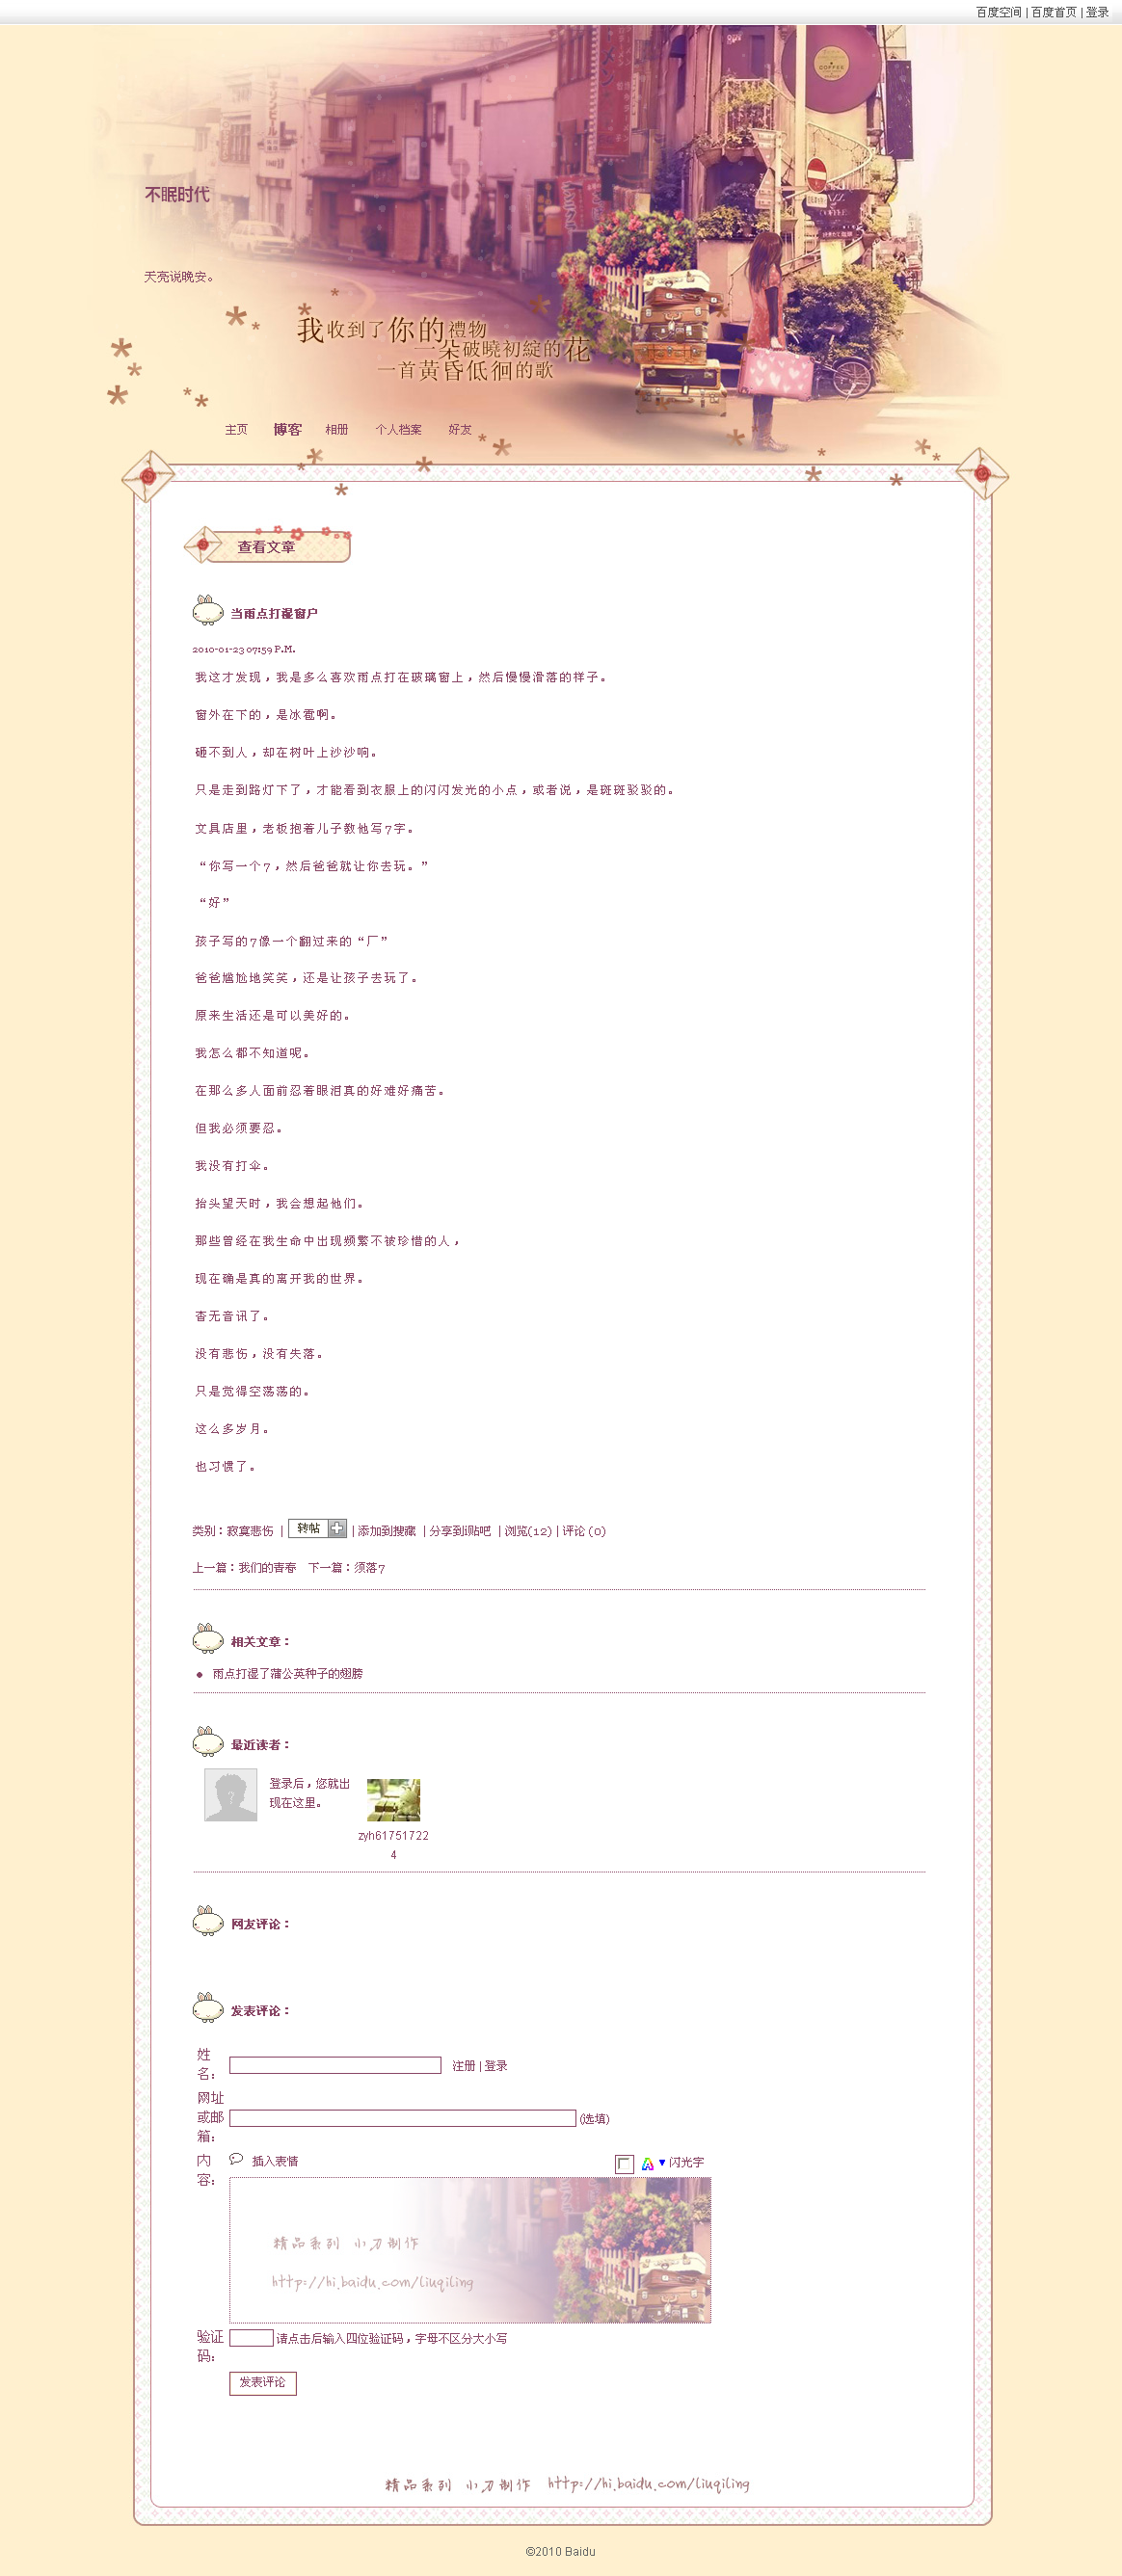 百度空间 | 百度首页 | 登录
COFFEE
不眠时代
天亮说晚安。
我收到了你的禮物
一朵破曉初綻的花
一首黃昏低徊的歌
主页 博客 相册 个人档案 好友
查看文章
当雨点打湿窗户
2010-01-23 07:59 P.M.
我这才发现，我是多么喜欢雨点打在玻璃窗上，然后慢慢滑落的样子。
窗外在下的，是冰雹啊。
砸不到人，却在树叶上沙沙响。
只是走到路灯下了，才能看到衣服上的闪闪发光的小点，或者说，是斑斑驳驳的。
文具店里，老板抱着儿子教他写7字。
“你写一个7，然后爸爸就让你去玩。”
“好”
孩子写的7像一个翻过来的“厂”
爸爸尴尬地笑笑，还是让孩子去玩了。
原来生活还是可以美好的。
我怎么都不知道呢。
在那么多人面前忍着眼泪真的好难好痛苦。
但我必须要忍。
我没有打伞。
抬头望天时，我会想起他们。
那些曾经在我生命中出现频繁不被珍惜的人，
现在确是真的离开我的世界。
杳无音讯了。
没有悲伤，没有失落。
只是觉得空荡荡的。
这么多岁月。
也习惯了。
类别：寂寞悲伤 | 转帖 | 添加到搜藏 | 分享到i贴吧 | 浏览(12) | 评论 (0)
上一篇：我们的青春 下一篇：须落7
相关文章：
雨点打湿了蒲公英种子的翅膀
最近读者：
登录后，您就出
现在这里。
zyh61751722
4
网友评论：
发表评论：
姓
名：
注册 | 登录
网址
或邮
箱：
(选填)
内
容：
插入表情
闪光字
精品系列 小刀制作
http://hi.baidu.com/liuqiling
验证
码：
请点击后输入四位验证码，字母不区分大小写
发表评论
精品系列 小刀制作 http://hi.baidu.com/liuqiling
©2010 Baidu